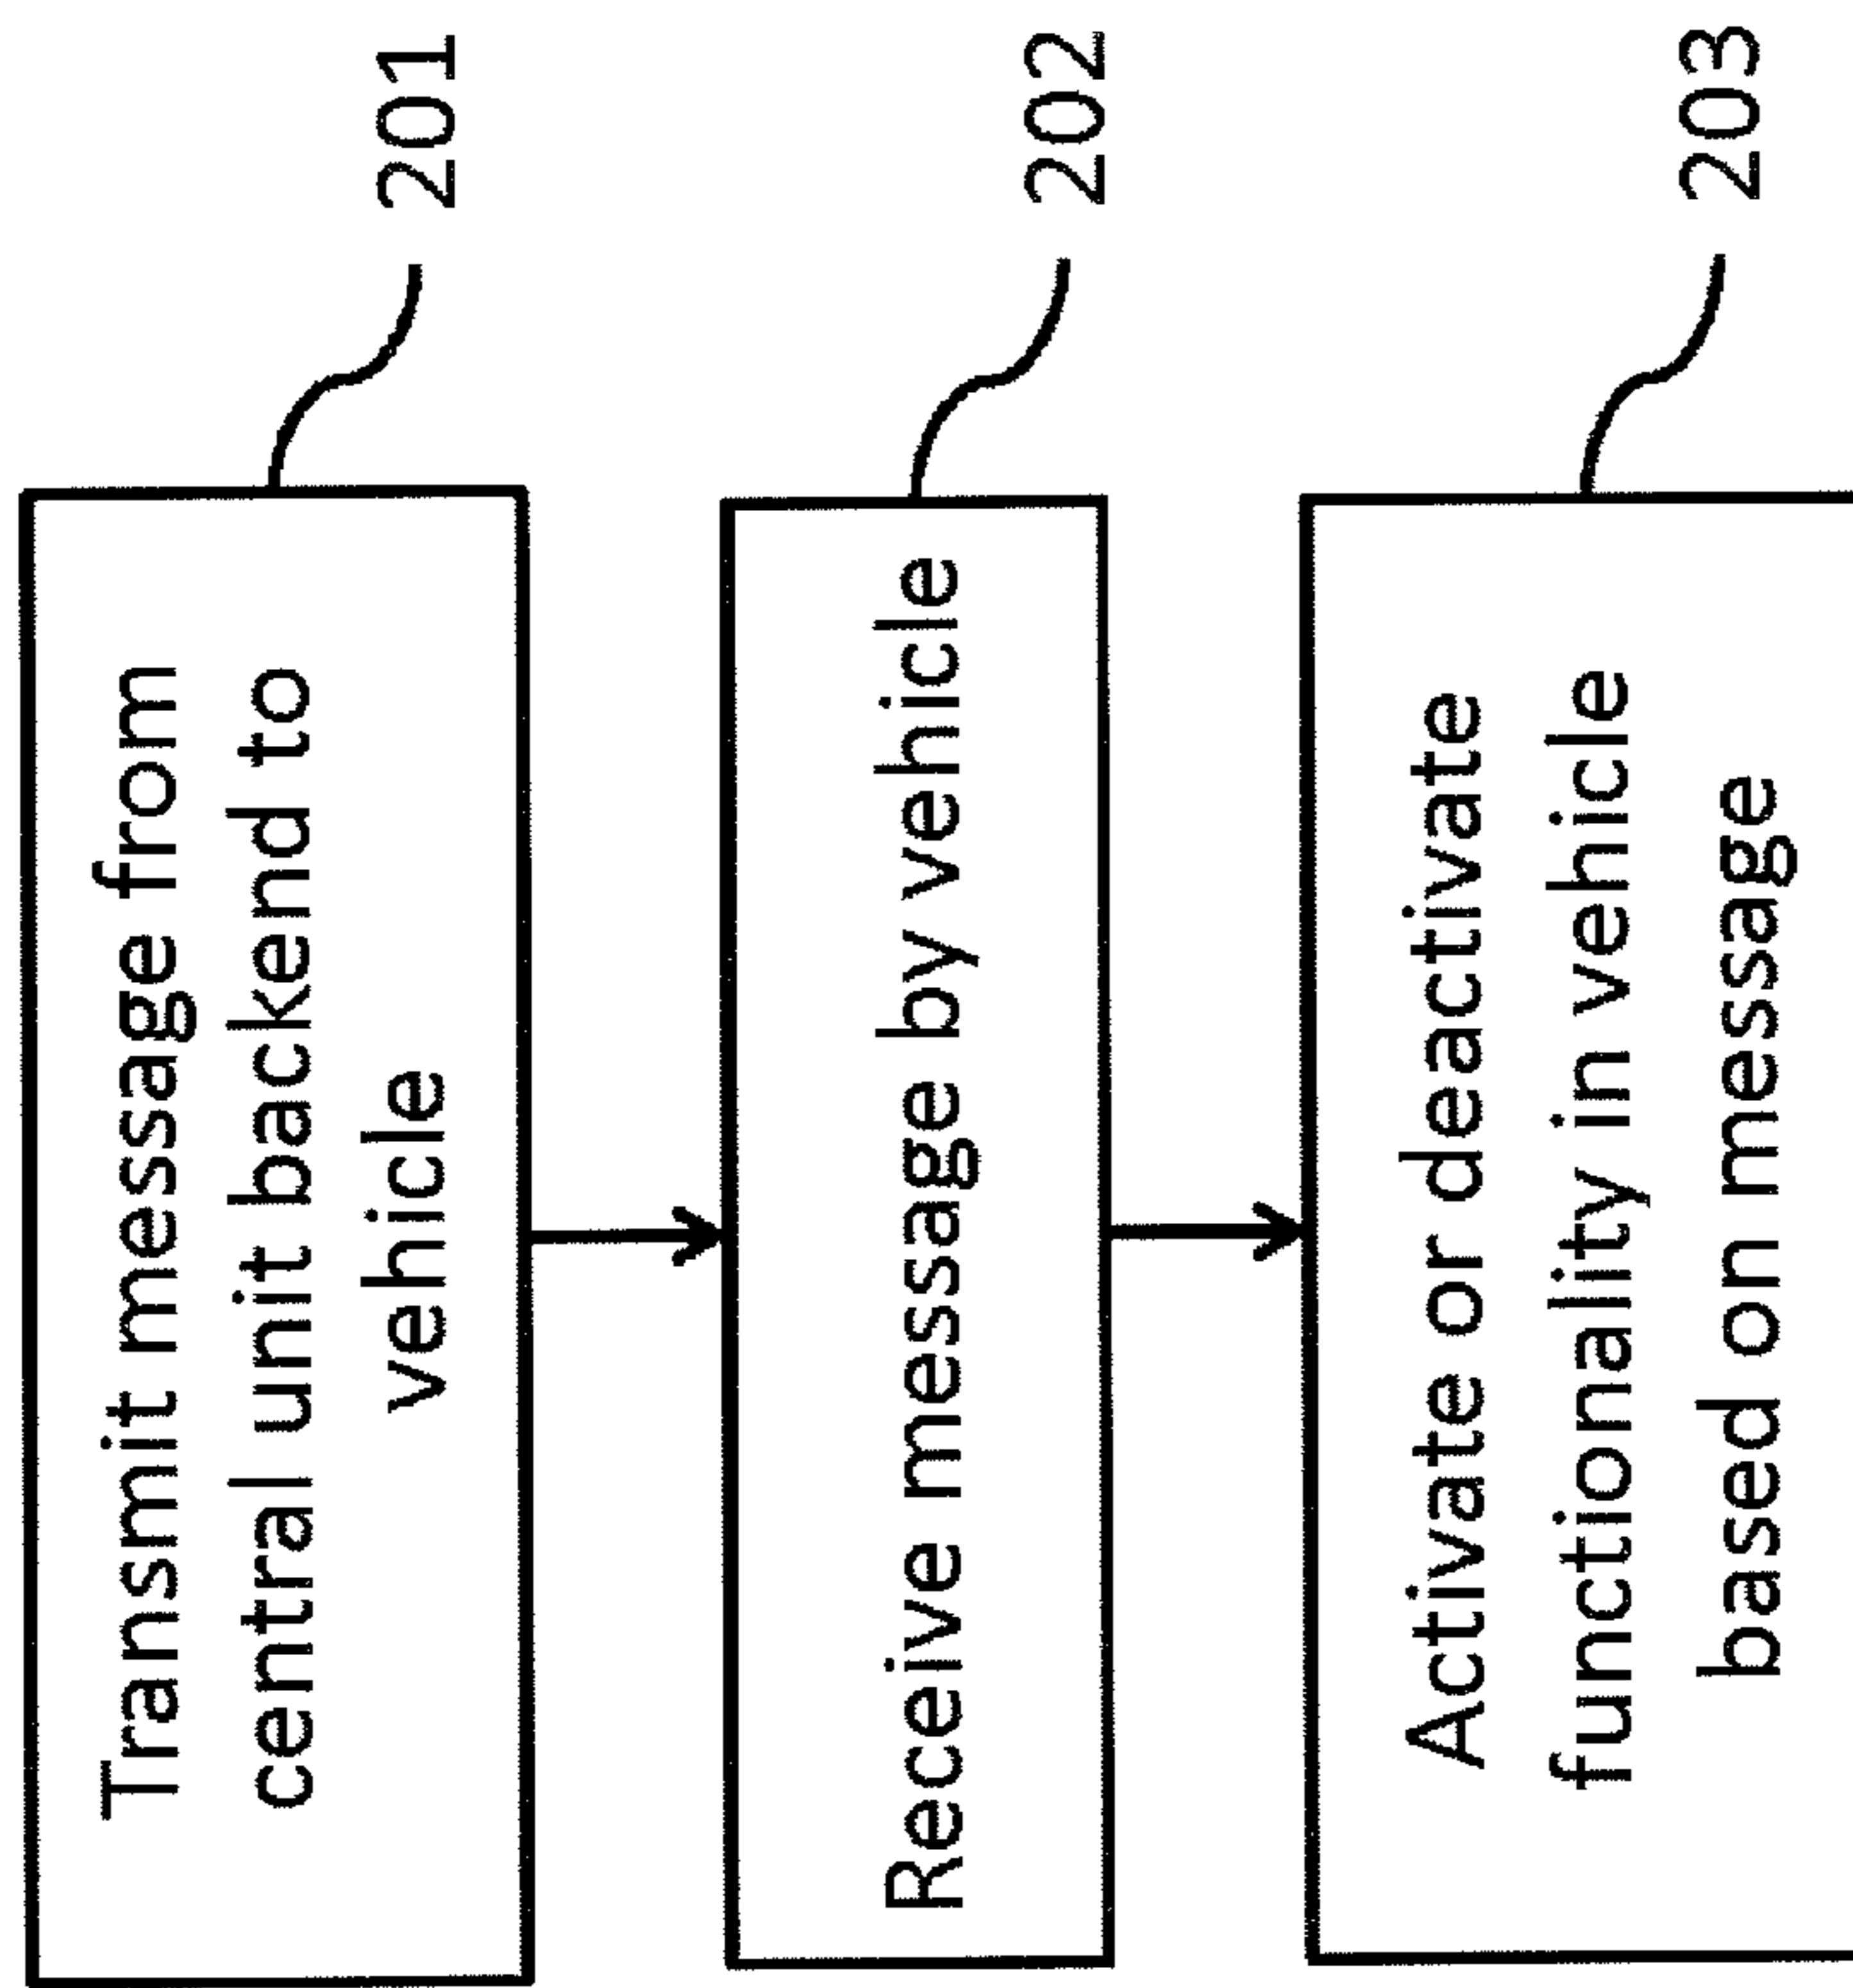 Transmit message from
central unit backend to
vehicle
201
Receive message by vehicle
202
Activate or deactivate
functionality in vehicle
based on message
203